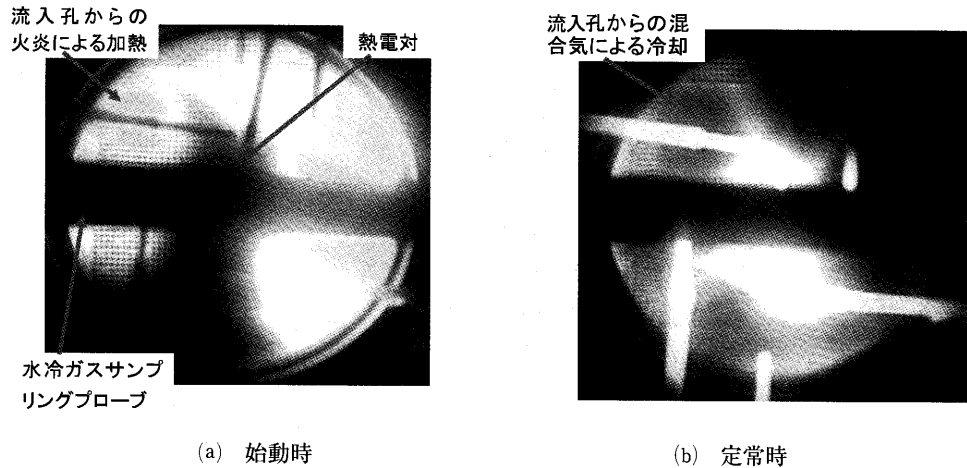 流入孔からの
火炎による加熱
熱電対
水冷ガスサンプ
リングプローブ
(a) 始動時
流入孔からの混
合気による冷却
(b) 定常時